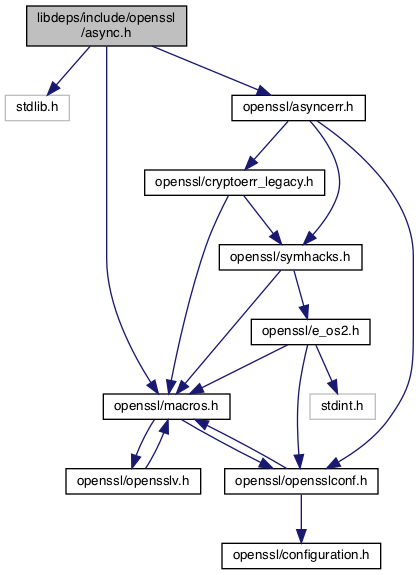 libdeps/include/openssl
/async.h
stdlib.h
openssl/asyncerr.h
openssl/cryptoerr_legacy.h
openssl/symhacks.h
openssl/e_os2.h
openssl/macros.h
stdint.h
openssl/opensslv.h
openssl/opensslconf.h
openssl/configuration.h